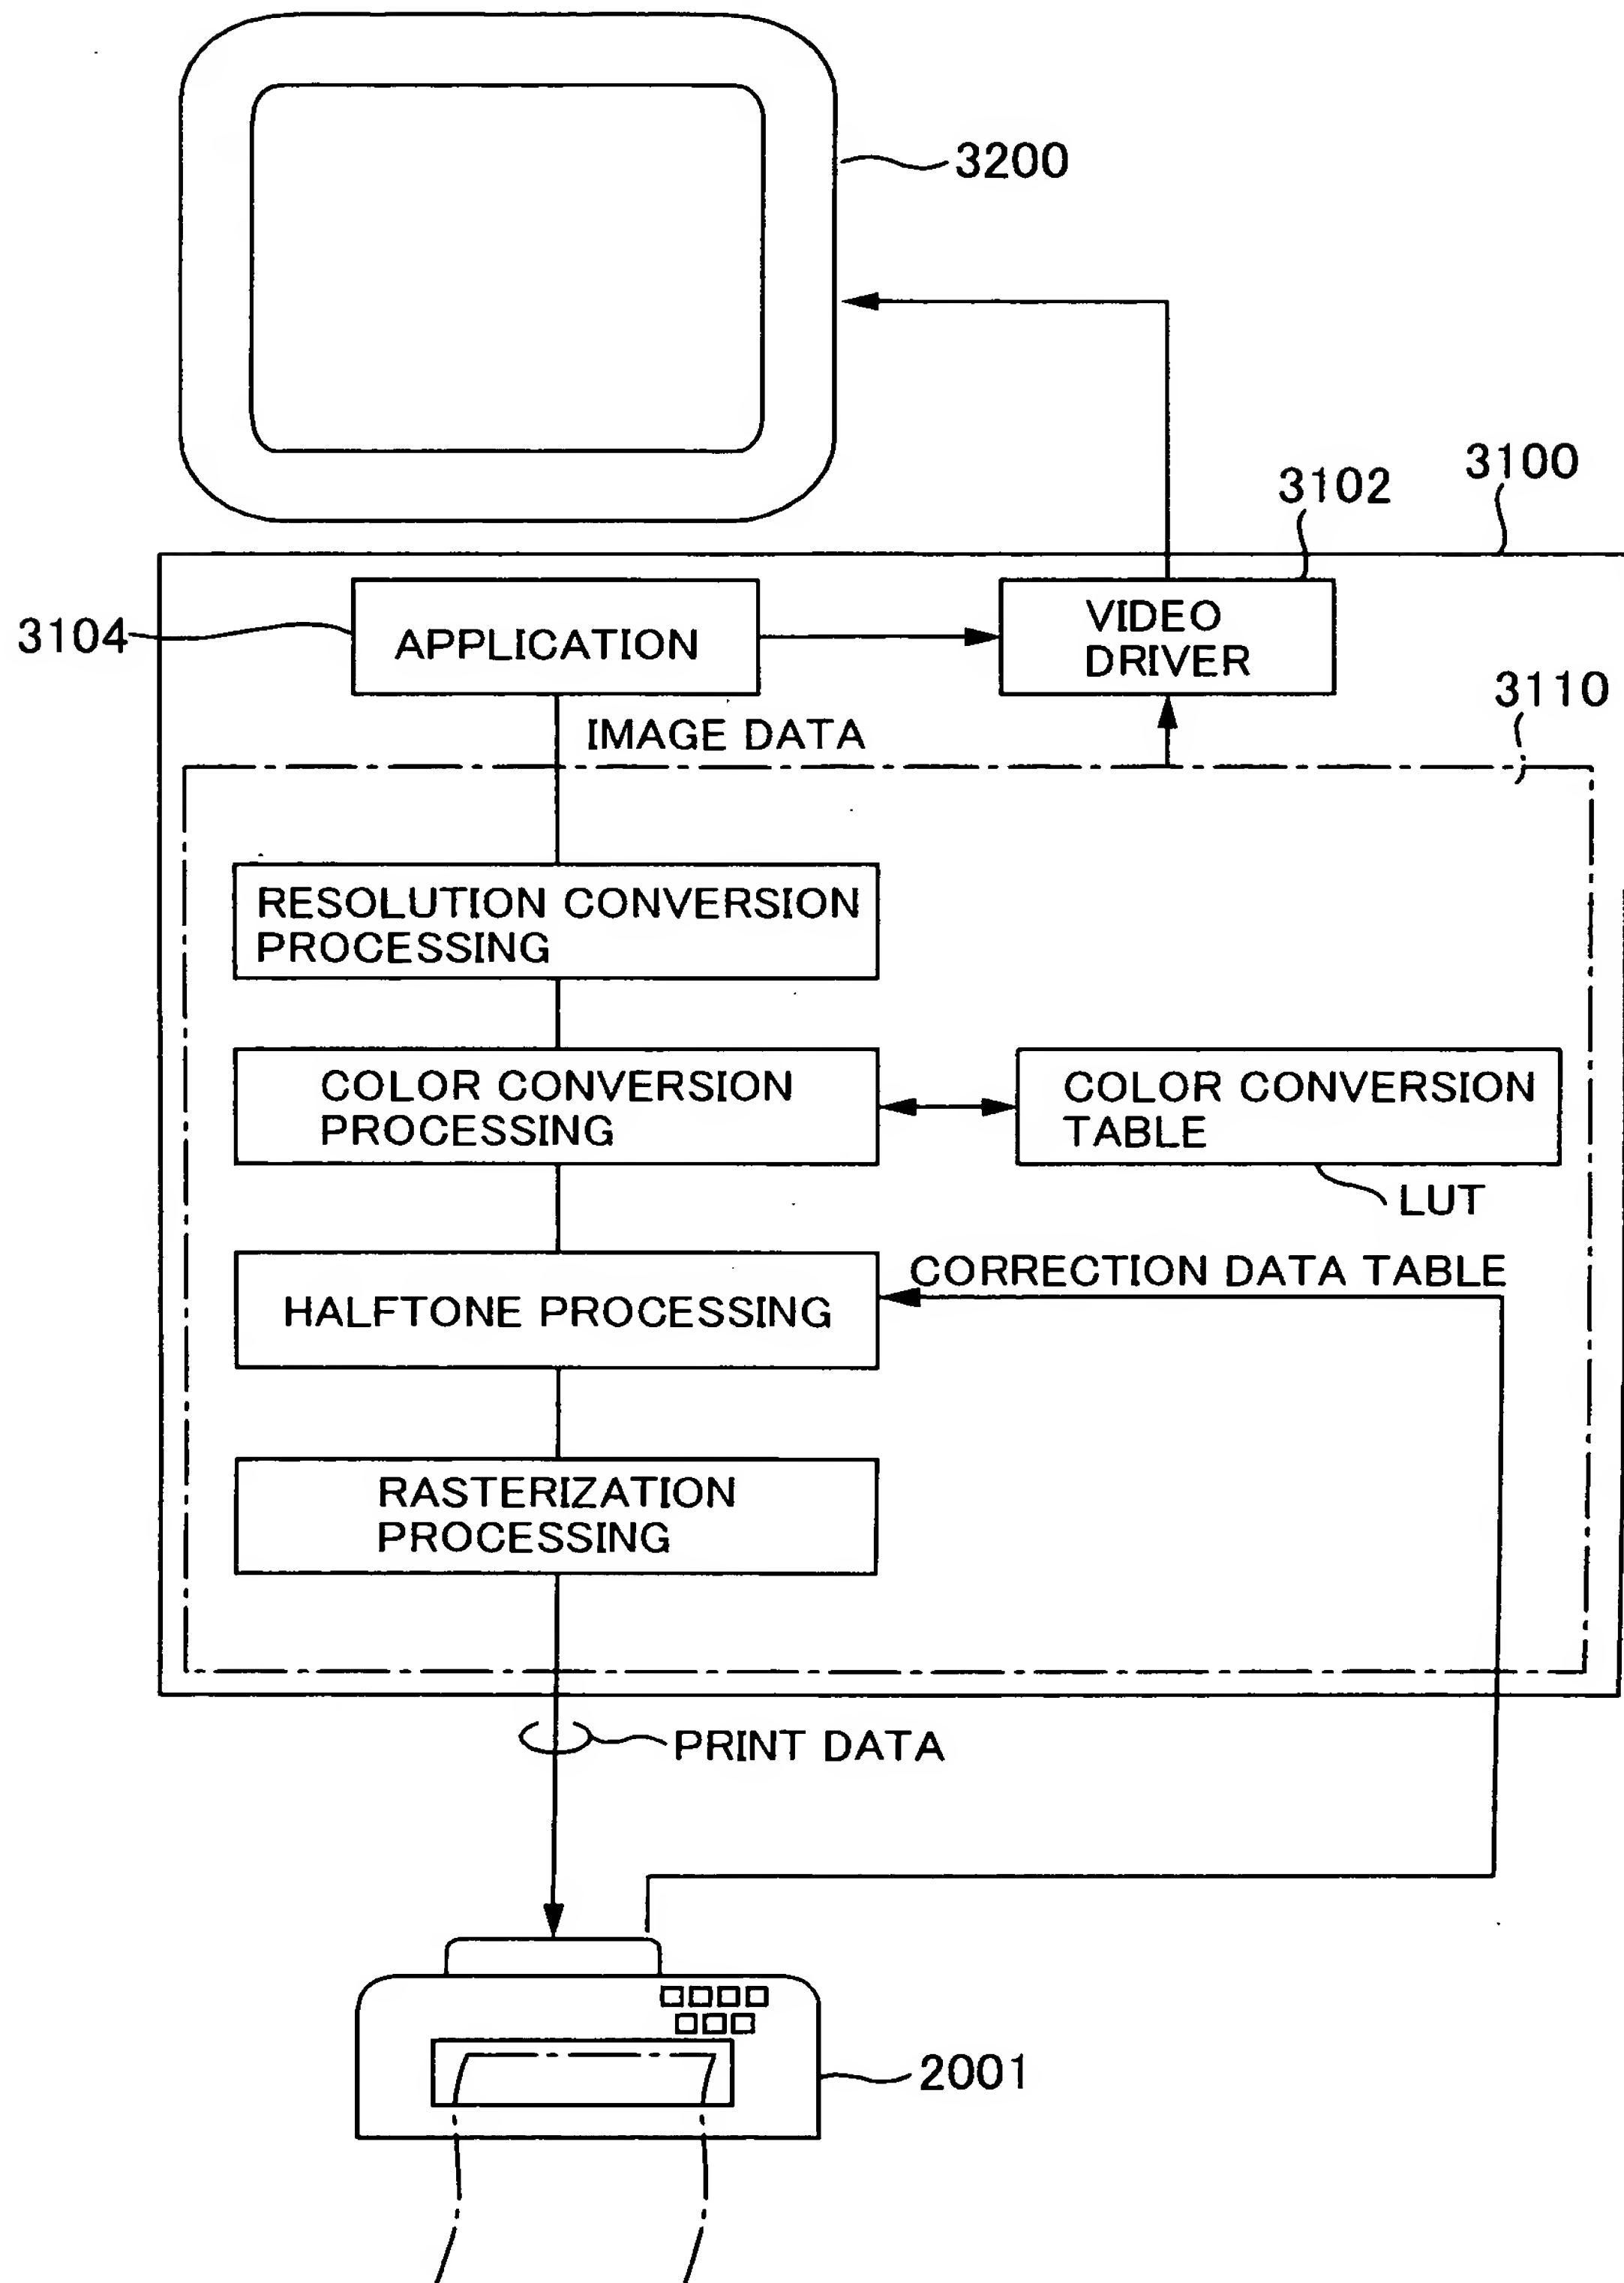 3200
3100
3102
3104
APPLICATION
VIDEO
DRIVER
3110
IMAGE DATA
RESOLUTION CONVERSION
PROCESSING
COLOR CONVERSION
PROCESSING
COLOR CONVERSION
TABLE
LUT
CORRECTION DATA TABLE
HALFTONE PROCESSING
RASTERIZATION
PROCESSING
PRINT DATA
2001